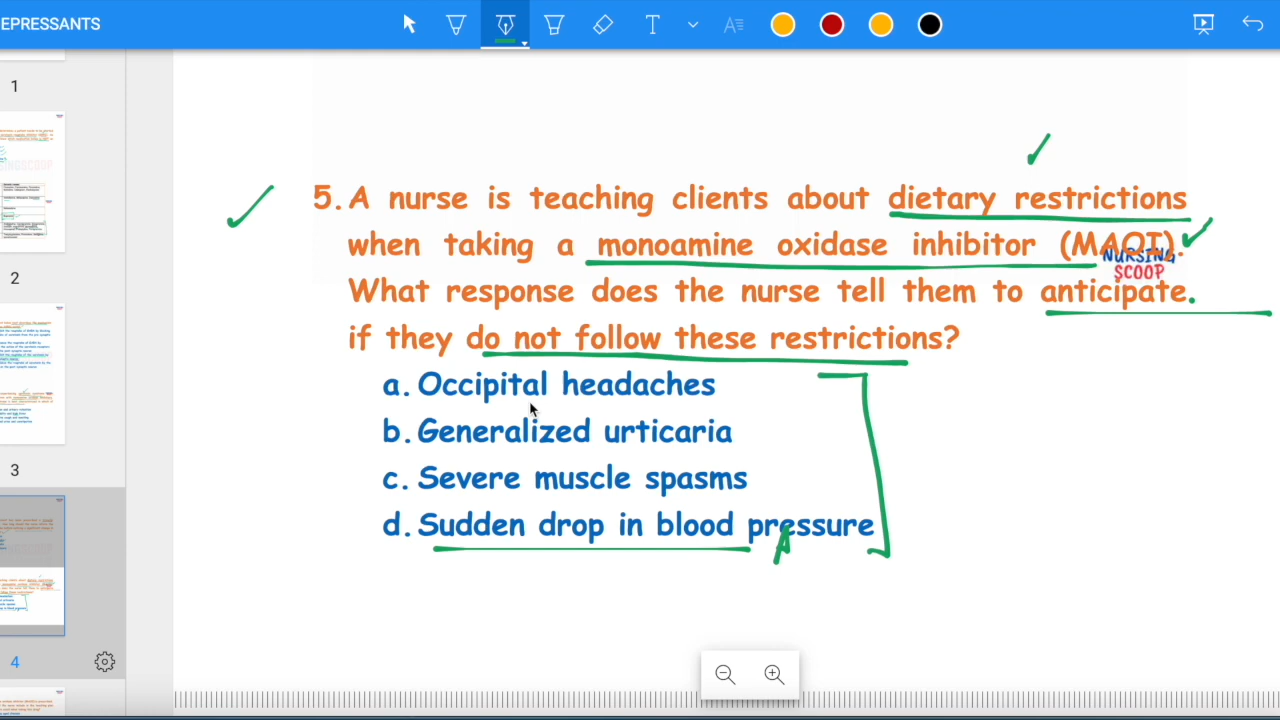 EPRESSANTS
1
2
3
4
5. A nurse is teaching clients about dietary restrictions
when taking a monoamine oxidase inhibitor (MAOI).
NURSING
SCOOP
What response does the nurse tell them to anticipate.
if they do not follow these restrictions?
a. Occipital headaches
b. Generalized urticaria
c. Severe muscle spasms
d. Sudden drop in blood pressure